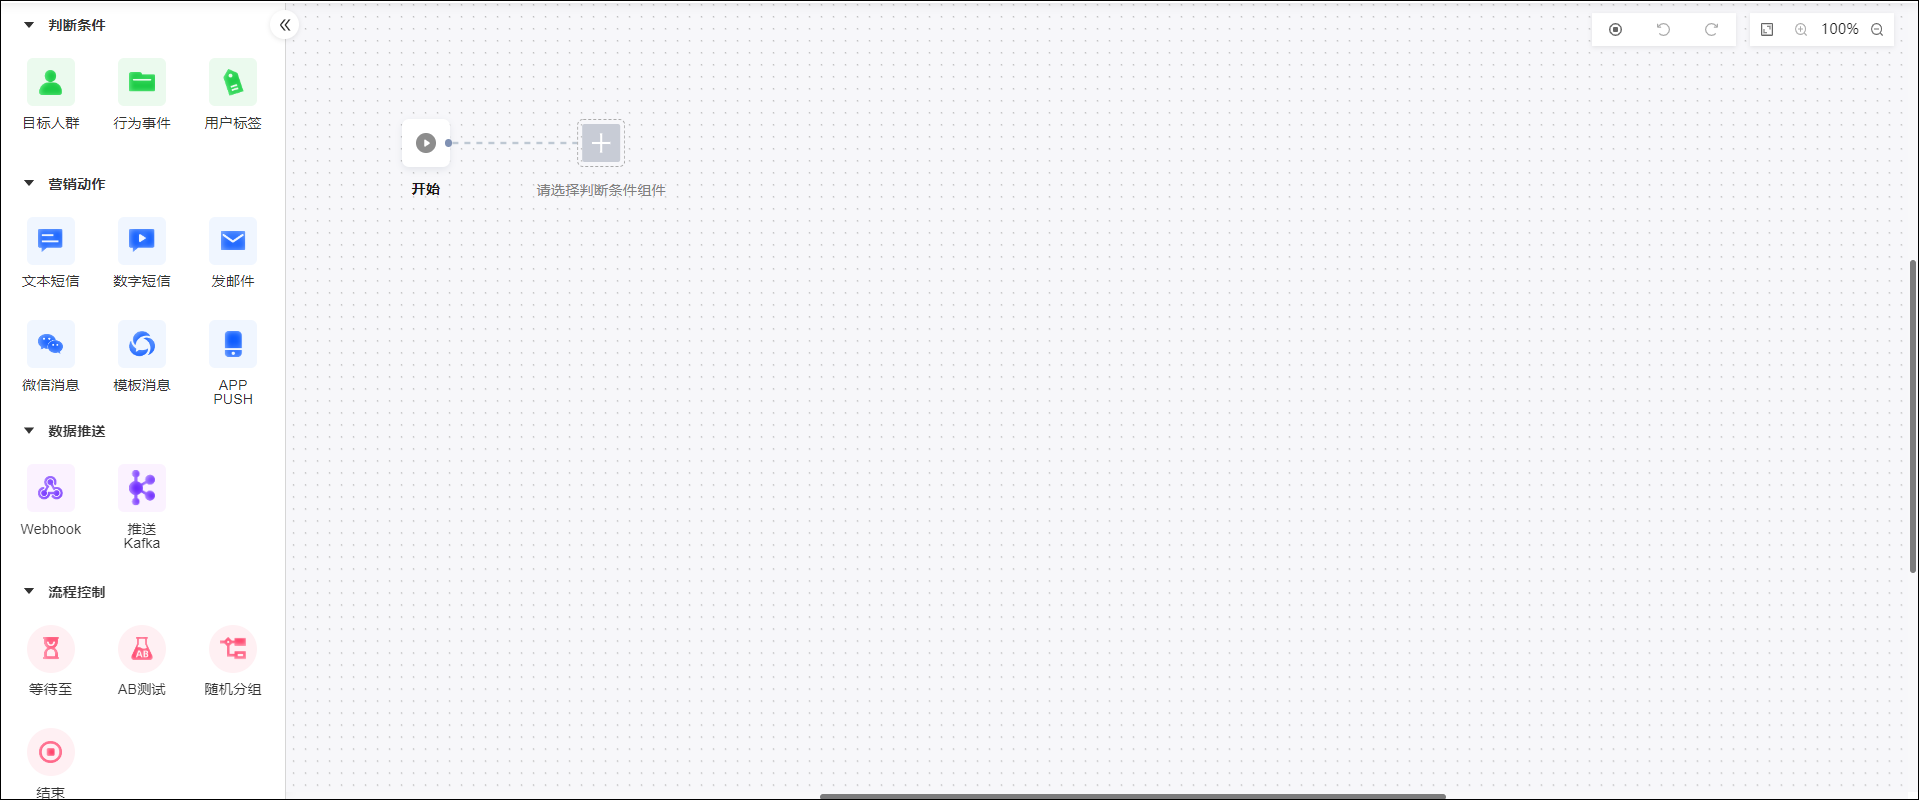 判断条件
目标人群
行为事件
用户标签
营销动作
文本短信
数字短信
发邮件
微信消息
模板消息
APP
PUSH
数据推送
Webhook
推送
Kafka
流程控制
等待至
AB
AB测试
随机分组
结束
开始
请选择判断条件组件
100%